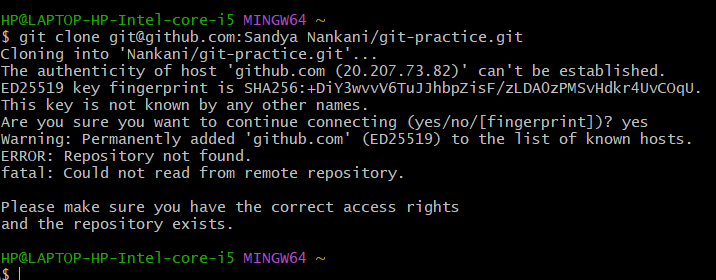 HP@LAPTOP-HP-Intel-core-i5 MINGW64 ~
$ git clone git@github.com:Sandya Nankani/git-practice.git
Cloning into 'Nankani/git-practice.git'...
The authenticity of host 'github.com (20.207.73.82)' can't be established.
ED25519 key fingerprint is SHA256:+DiY3wvvV6TuJJhbpZisF/zLDA0zPMSvHdkr4UvCOqU.
This key is not known by any other names.
Are you sure you want to continue connecting (yes/no/[fingerprint])? yes
Warning: Permanently added 'github.com' (ED25519) to the list of known hosts.
ERROR: Repository not found.
fatal: Could not read from remote repository.
Please make sure you have the correct access rights
and the repository exists.
HP@LAPTOP-HP-Intel-core-i5 MINGW64 ~
$